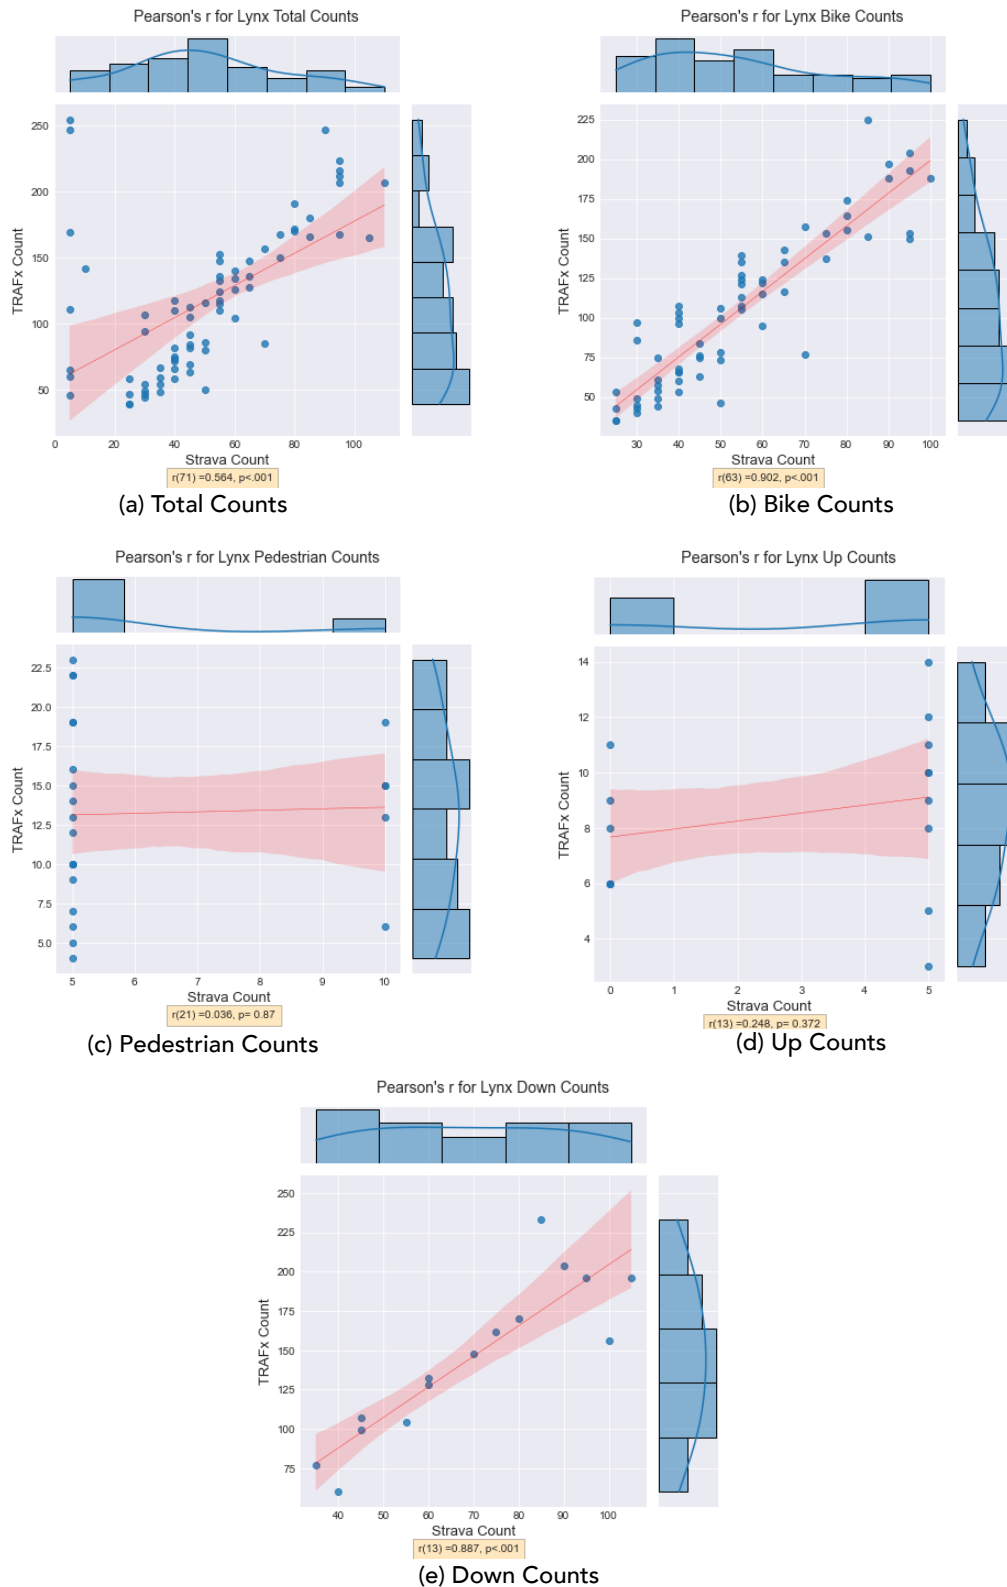 Pearson's r for Lynx Total Counts
250
200
150
100
50
TRAFx Count
0 20 40 60 80 100
Strava Count
r(71) =0.564, p<.001
(a) Total Counts
Pearson's r for Lynx Bike Counts
225
200
175
150
125
100
75
50
TRAFx Count
30 40 50 60 70 80 90 100
Strava Count
r(63) =0.902, p<.001
(b) Bike Counts
Pearson's r for Lynx Pedestrian Counts
22.5
20.0
17.5
15.0
12.5
10.0
7.5
5.0
TRAFx Count
5 6 7 8 9 10
Strava Count
r(21) =0.036, p= 0.87
(c) Pedestrian Counts
Pearson's r for Lynx Up Counts
14
12
10
8
6
4
TRAFx Count
0 1 2 3 4 5
Strava Count
r(13) =0.248, p= 0.372
(d) Up Counts
Pearson's r for Lynx Down Counts
250
225
200
175
150
125
100
75
TRAFx Count
40 50 60 70 80 90 100
Strava Count
r(13) =0.887, p<.001
(e) Down Counts